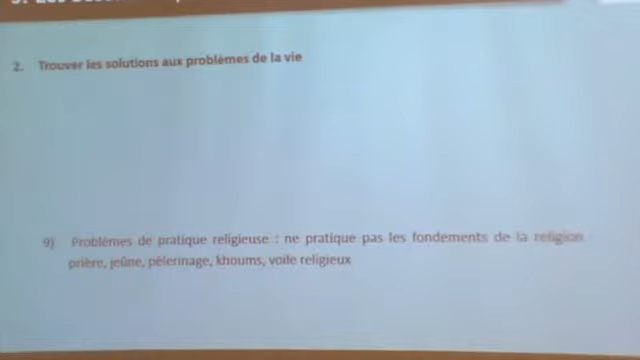 2. Trouver les solutions aux problèmes de la vie
9) Problèmes de pratique religieuse : ne pratique pas les fondements de la religion :
prière, jeûne, pèlerinage, khoums, voile religieux